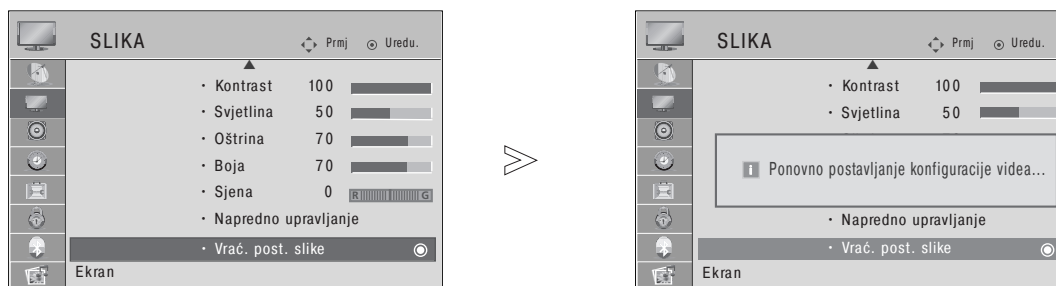 SLIKA Prmj Uredu.
· Kontrast 100
· Svjetlina 50
· Oštrina 70
· Boja 70
· Sjena 0 R G
· Napredno upravljanje
· Vrać. post. slike
Ekran
SLIKA Prmj Uredu.
· Kontrast 100
· Svjetlina 50
i Ponovno postavljanje konfiguracije videa...
· Napredno upravljanje
· Vrać. post. slike
Ekran